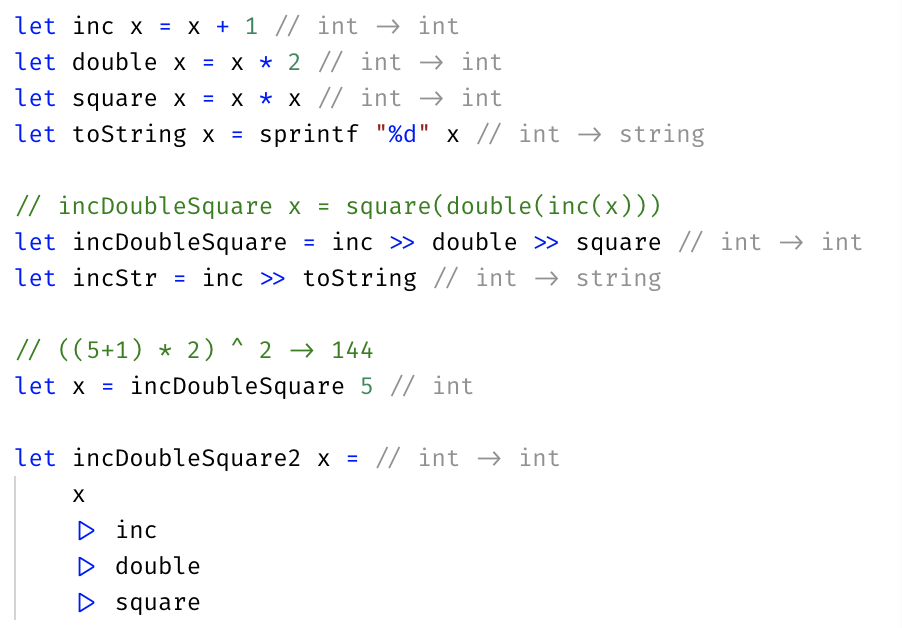 let inc x = x + 1 // int -> int
let double x = x * 2 // int -> int
let square x = x * x // int -> int
let toString x = sprintf "%d" x // int -> string
// incDoubleSquare x = square(double(inc(x)))
let incDoubleSquare = inc >> double >> square // int -> int
let incStr = inc >> toString // int -> string
// ((5+1) * 2) ^ 2 -> 144
let x = incDoubleSquare 5 // int
let incDoubleSquare2 x = // int -> int
x
|> inc
|> double
|> square